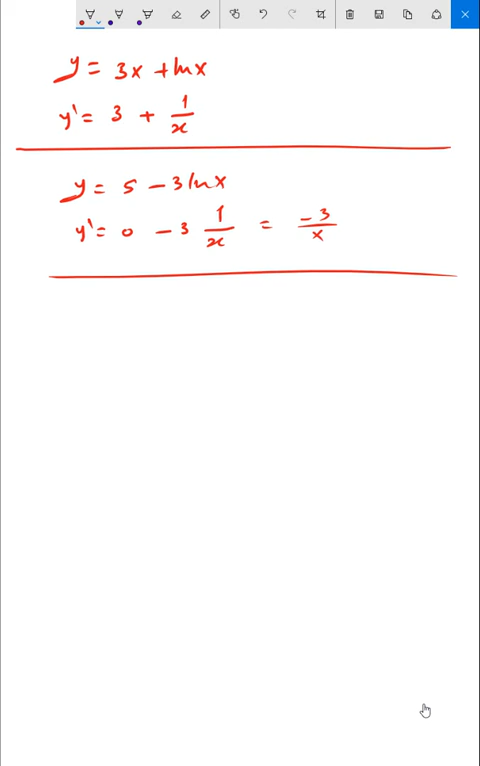 y = 3x + ln x
y' = 3 + 1/x
y = 5 - 3 ln x
y' = 0 - 3 1/x = -3/x